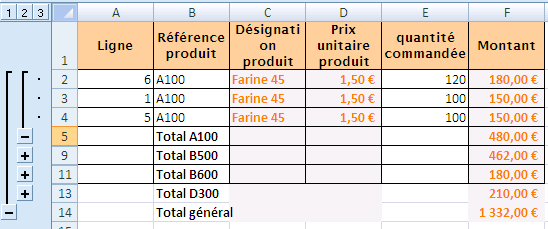 1 2 3
A B C D E F
1 Ligne Référence produit Désignati on produit Prix unitaire produit quantité commandée Montant
2 6 A100 Farine 45 1,50 € 120 180,00 €
3 1 A100 Farine 45 1,50 € 100 150,00 €
4 5 A100 Farine 45 1,50 € 100 150,00 €
5 Total A100 480,00 €
9 Total B500 462,00 €
11 Total B600 180,00 €
13 Total D300 210,00 €
14 Total général 1 332,00 €
15